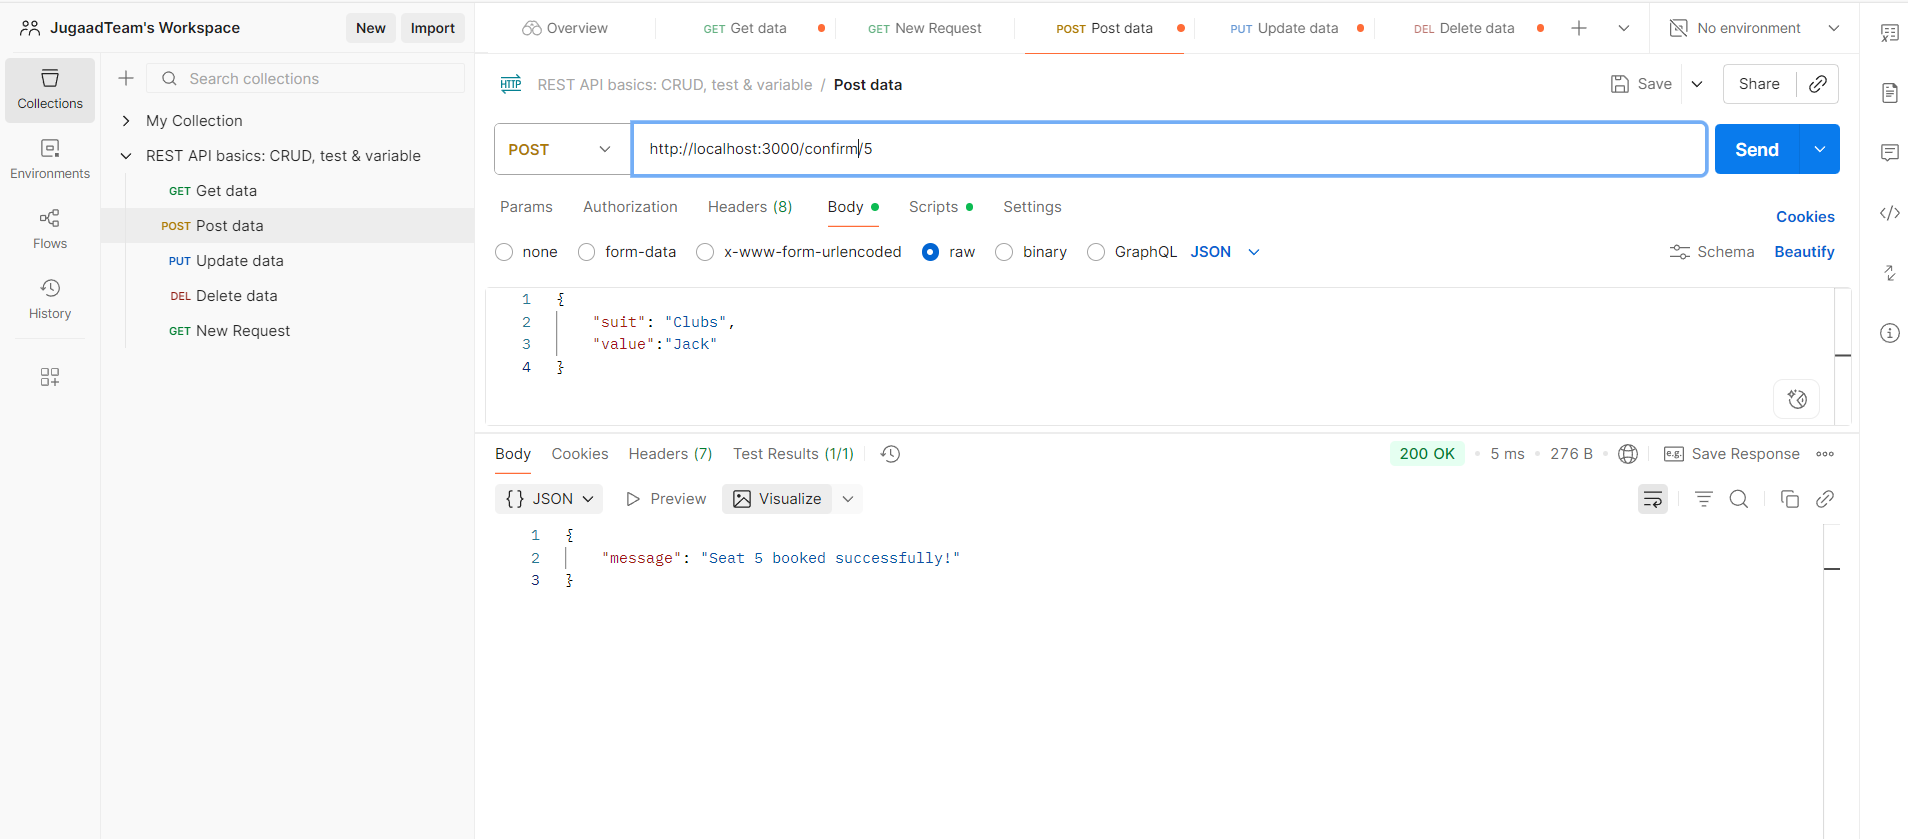 JugaadTeam's Workspace
New
Import
Overview
GET Get data
GET New Request
POST Post data
PUT Update data
DEL Delete data
No environment
Collections
Environments
Flows
History
Search collections
My Collection
REST API basics: CRUD, test & variable
GET Get data
POST Post data
PUT Update data
DEL Delete data
GET New Request
HTTP REST API basics: CRUD, test & variable / Post data
Save
Share
POST
http://localhost:3000/confirm/5
Send
Params Authorization Headers (8) Body Scripts Settings
Cookies
none form-data x-www-form-urlencoded raw binary GraphQL JSON
Schema Beautify
1 {
2 "suit": "Clubs",
3 "value":"Jack"
4 }
Body Cookies Headers (7) Test Results (1/1)
200 OK 5 ms 276 B e.g. Save Response
{} JSON Preview Visualize
1 {
2 "message": "Seat 5 booked successfully!"
3 }